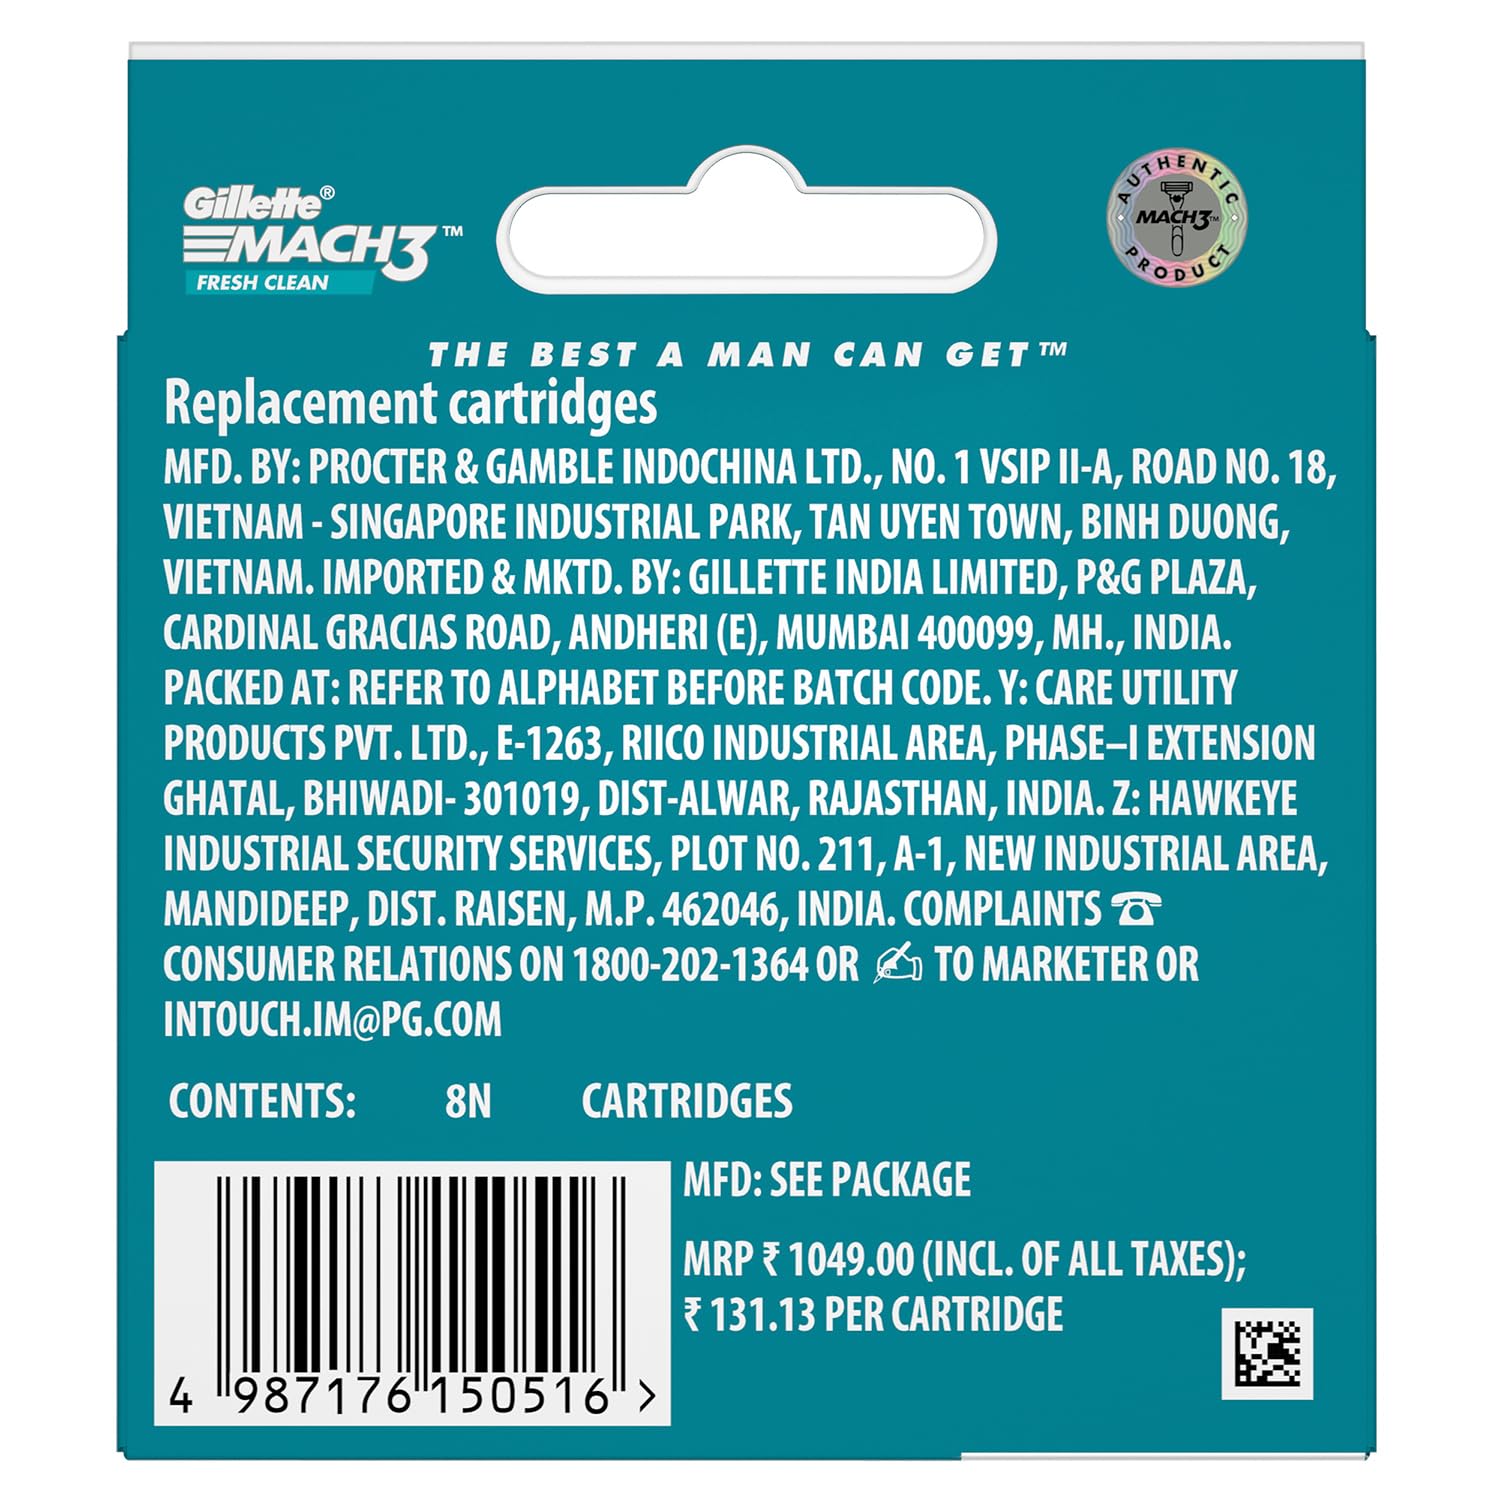 Gillette®
MACH3™
FRESH CLEAN
AUTHENTIC
MACH3™
PRODUCT
THE BEST A MAN CAN GET™
Replacement cartridges
MFD. BY: PROCTER & GAMBLE INDOCHINA LTD., NO. 1 VSIP II-A, ROAD NO. 18,
VIETNAM - SINGAPORE INDUSTRIAL PARK, TAN UYEN TOWN, BINH DUONG,
VIETNAM. IMPORTED & MKTD. BY: GILLETTE INDIA LIMITED, P&G PLAZA,
CARDINAL GRACIAS ROAD, ANDHERI (E), MUMBAI 400099, MH., INDIA.
PACKED AT: REFER TO ALPHABET BEFORE BATCH CODE. Y: CARE UTILITY
PRODUCTS PVT. LTD., E-1263, RIICO INDUSTRIAL AREA, PHASE–I EXTENSION
GHATAL, BHIWADI- 301019, DIST-ALWAR, RAJASTHAN, INDIA. Z: HAWKEYE
INDUSTRIAL SECURITY SERVICES, PLOT NO. 211, A-1, NEW INDUSTRIAL AREA,
MANDIDEEP, DIST. RAISEN, M.P. 462046, INDIA. COMPLAINTS ☎
CONSUMER RELATIONS ON 1800-202-1364 OR ✍ TO MARKETER OR
INTOUCH.IM@PG.COM
CONTENTS: 8N CARTRIDGES
MFD: SEE PACKAGE
MRP ₹ 1049.00 (INCL. OF ALL TAXES);
₹ 131.13 PER CARTRIDGE
4 987176 150516 >